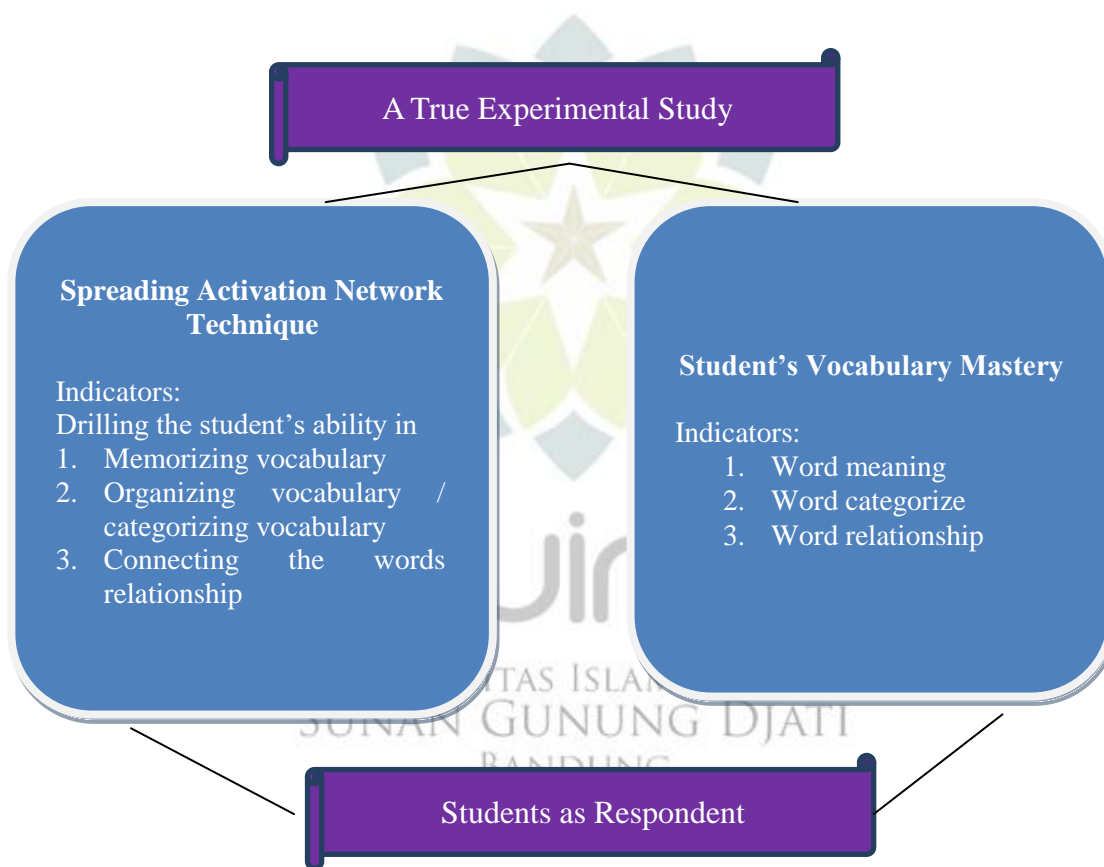 A True Experimental Study
Spreading Activation Network
Technique
Indicators:
Drilling the student’s ability in
1. Memorizing vocabulary
2. Organizing vocabulary /
categorizing vocabulary
3. Connecting the words
relationship
Student’s Vocabulary Mastery
Indicators:
1. Word meaning
2. Word categorize
3. Word relationship
SUNAN GUNUNG DJATI
BANDUNG
Students as Respondent